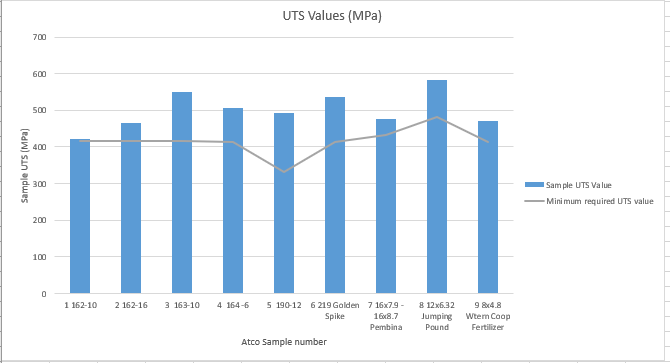 UTS Values (MPa)
700
600
500
400
300
200
100
0
Sample UTS (MPa)
1 162-10
2 162-16
3 163-10
4 164 -6
5 190-12
6 219 Golden
Spike
7 16x7.9 -
16x8.7
Pembina
8 12x6.32
Jumping
Pound
9 8x4.8
Wtern Coop
Fertilizer
Atco Sample number
Sample UTS Value
Minimum required UTS value